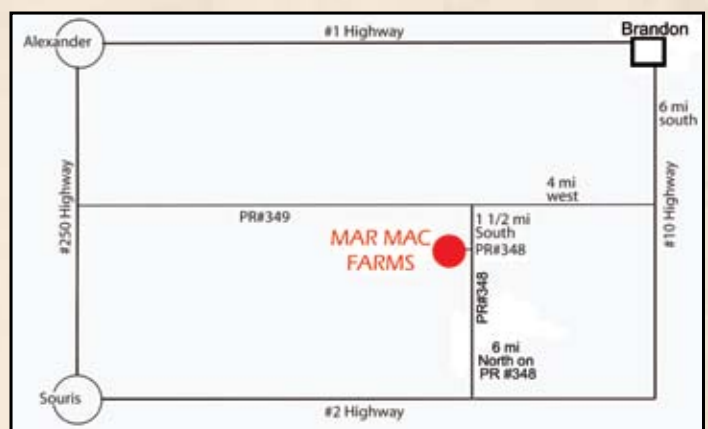 Alexander
#1 Highway
Brandon
6 mi
south
#250 Highway
4 mi
west
#10 Highway
PR#349
1 1/2 mi
South
PR#348
MAR MAC
FARMS
PR#348
6 mi
North on
PR #348
Souris
#2 Highway